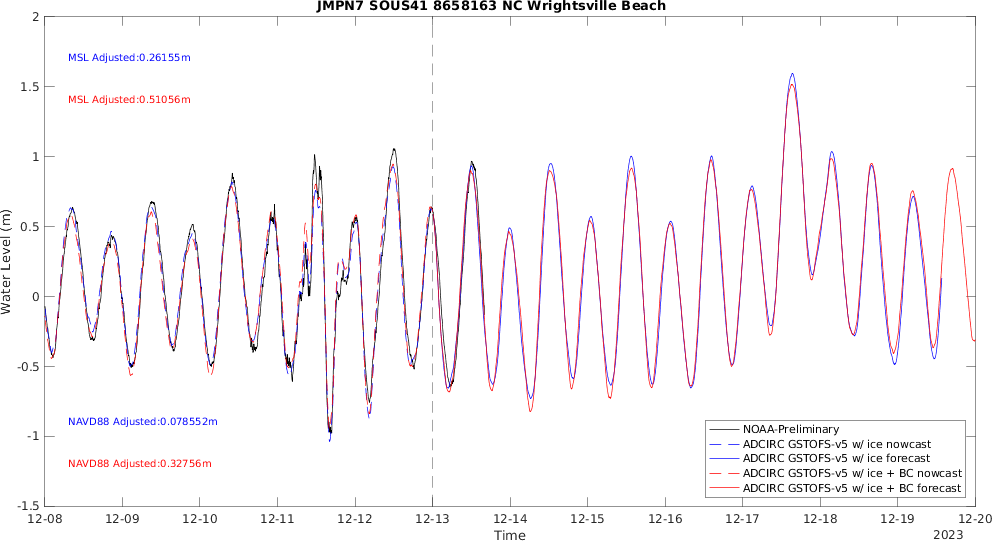 JMPN7 SOUS41 8658163 NC Wrightsville Beach
2
1.5
1
0.5
0
-0.5
-1
-1.5
Water Level (m)
MSL Adjusted:0.26155m
MSL Adjusted:0.51056m
NAVD88 Adjusted:0.078552m
NAVD88 Adjusted:0.32756m
NOAA-Preliminary
ADCIRC GSTOFS-v5 w/ ice nowcast
ADCIRC GSTOFS-v5 w/ ice forecast
ADCIRC GSTOFS-v5 w/ ice + BC nowcast
ADCIRC GSTOFS-v5 w/ ice + BC forecast
12-08 12-09 12-10 12-11 12-12 12-13 12-14 12-15 12-16 12-17 12-18 12-19 12-20
Time
2023